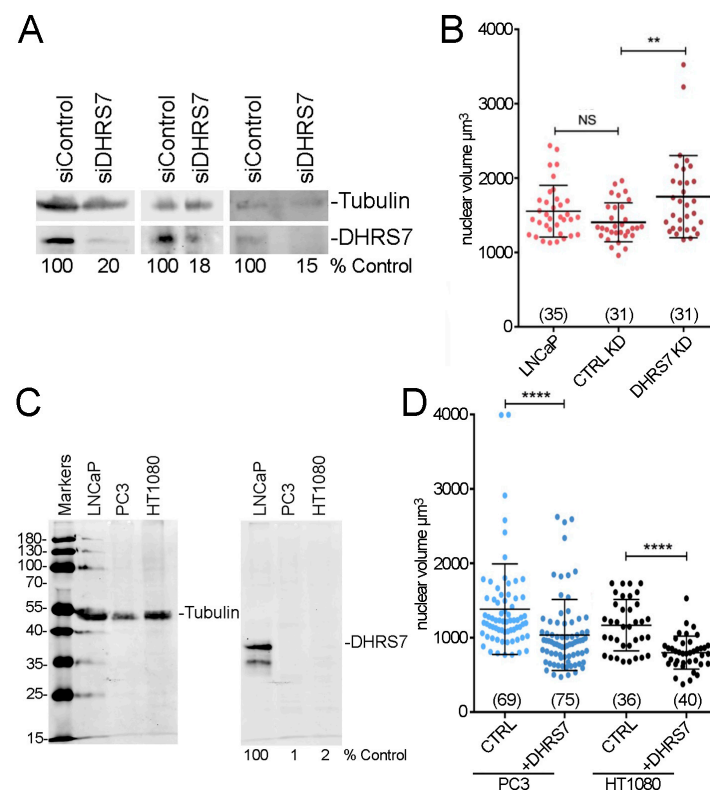 A
siControl
siDHRS7
siControl
siDHRS7
siControl
siDHRS7
-Tubulin
-DHRS7
100 20 100 18 100 15 % Control
B
4000
3000
2000
1000
0
nuclear volume µm³
NS
**
(35) (31) (31)
LNCaP
CTRL KD
DHRS7 KD
C
Markers
LNCaP
PC3
HT1080
180-
130-
100-
70-
55-
40-
35-
25-
15-
-Tubulin
LNCaP
PC3
HT1080
-DHRS7
100 1 2 % Control
D
4000
3000
2000
1000
0
nuclear volume µm³
****
****
(69) (75) (36) (40)
CTRL
+DHRS7
CTRL
+DHRS7
PC3 HT1080